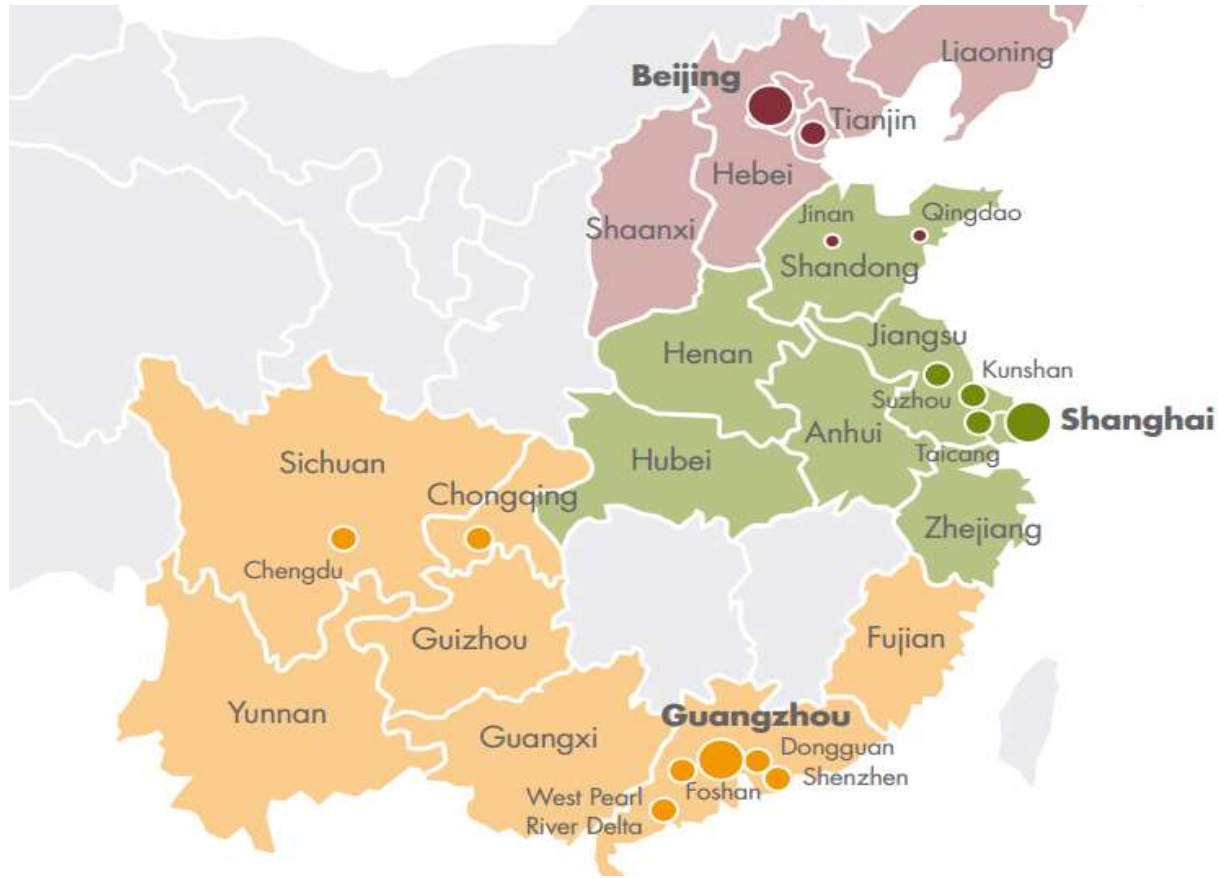 Liaoning
Beijing
Tianjin
Hebei
Shaanxi
Jinan
Qingdao
Shandong
Jiangsu
Henan
Kunshan
Suzhou
Shanghai
Anhui
Taicang
Hubei
Sichuan
Chongqing
Zhejiang
Chengdu
Guizhou
Fujian
Yunnan
Guangzhou
Guangxi
Dongguan
Shenzhen
Foshan
West Pearl
River Delta